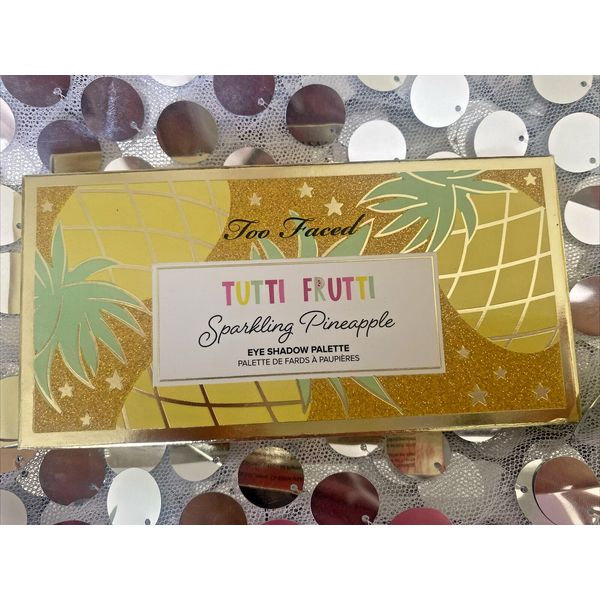 Too Faced
TUTTI FRUTTI
Sparkling Pineapple
EYE SHADOW PALETTE
PALETTE DE FARDS À PAUPIÈRES